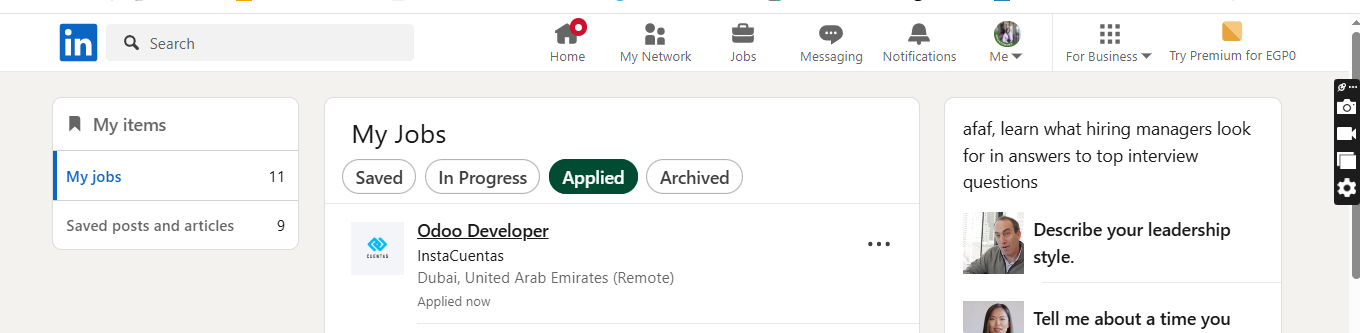 in
Search
Home
My Network
Jobs
Messaging
Notifications
Me
For Business
Try Premium for EGP0
My items
My jobs
11
Saved posts and articles
9
My Jobs
Saved
In Progress
Applied
Archived
CUENTAS
Odoo Developer
InstaCuentas
Dubai, United Arab Emirates (Remote)
Applied now
afaf, learn what hiring managers look
for in answers to top interview
questions
Describe your leadership
style.
Tell me about a time you